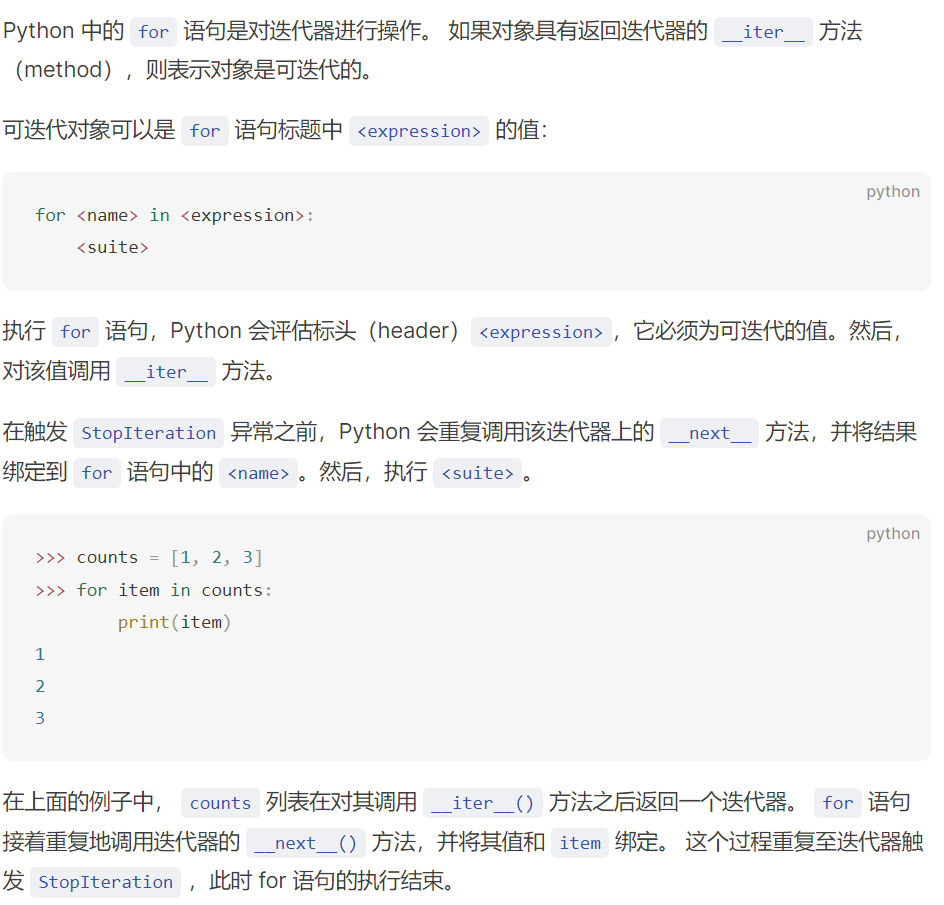 Python 中的 for 语句是对迭代器进行操作。 如果对象具有返回迭代器的 __iter__ 方法
（method），则表示对象是可迭代的。
可迭代对象可以是 for 语句标题中 <expression> 的值：
python
for <name> in <expression>:
    <suite>
执行 for 语句，Python 会评估标头（header） <expression>，它必须为可迭代的值。然后，
对该值调用 __iter__ 方法。
在触发 StopIteration 异常之前，Python 会重复调用该迭代器上的 __next__ 方法，并将结果
绑定到 for 语句中的 <name>。然后，执行 <suite>。
python
>>> counts = [1, 2, 3]
>>> for item in counts:
        print(item)
1
2
3
在上面的例子中， counts 列表在对其调用 __iter__() 方法之后返回一个迭代器。 for 语句
接着重复地调用迭代器的 __next__() 方法，并将其值和 item 绑定。 这个过程重复至迭代器触
发 StopIteration ，此时 for 语句的执行结束。